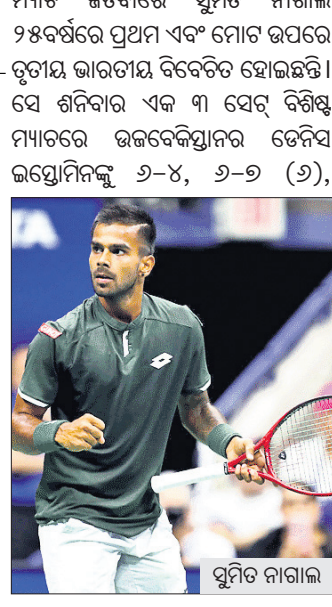 ମ୍ୟାଚ ଜିତିବାରେ ସୁମିତ ନାଗାଲ
୨୫ବର୍ଷରେ ପ୍ରଥମ ଏବଂ ମୋଟ ଉପରେ
ତୃତୀୟ ଭାରତୀୟ ବିବେଚିତ ହୋଇଛନ୍ତି।
ସେ ଶନିବାର ଏକ ୩ ସେଟ୍ ବିଶିଷ୍ଟ
ମ୍ୟାଚରେ ଉଜବେକିସ୍ତାନର ଡେନିସ
ଇସ୍ତୋମିନଙ୍କୁ ୬-୪, ୬-୭ (୬),
ସୁମିତ ନାଗାଲ